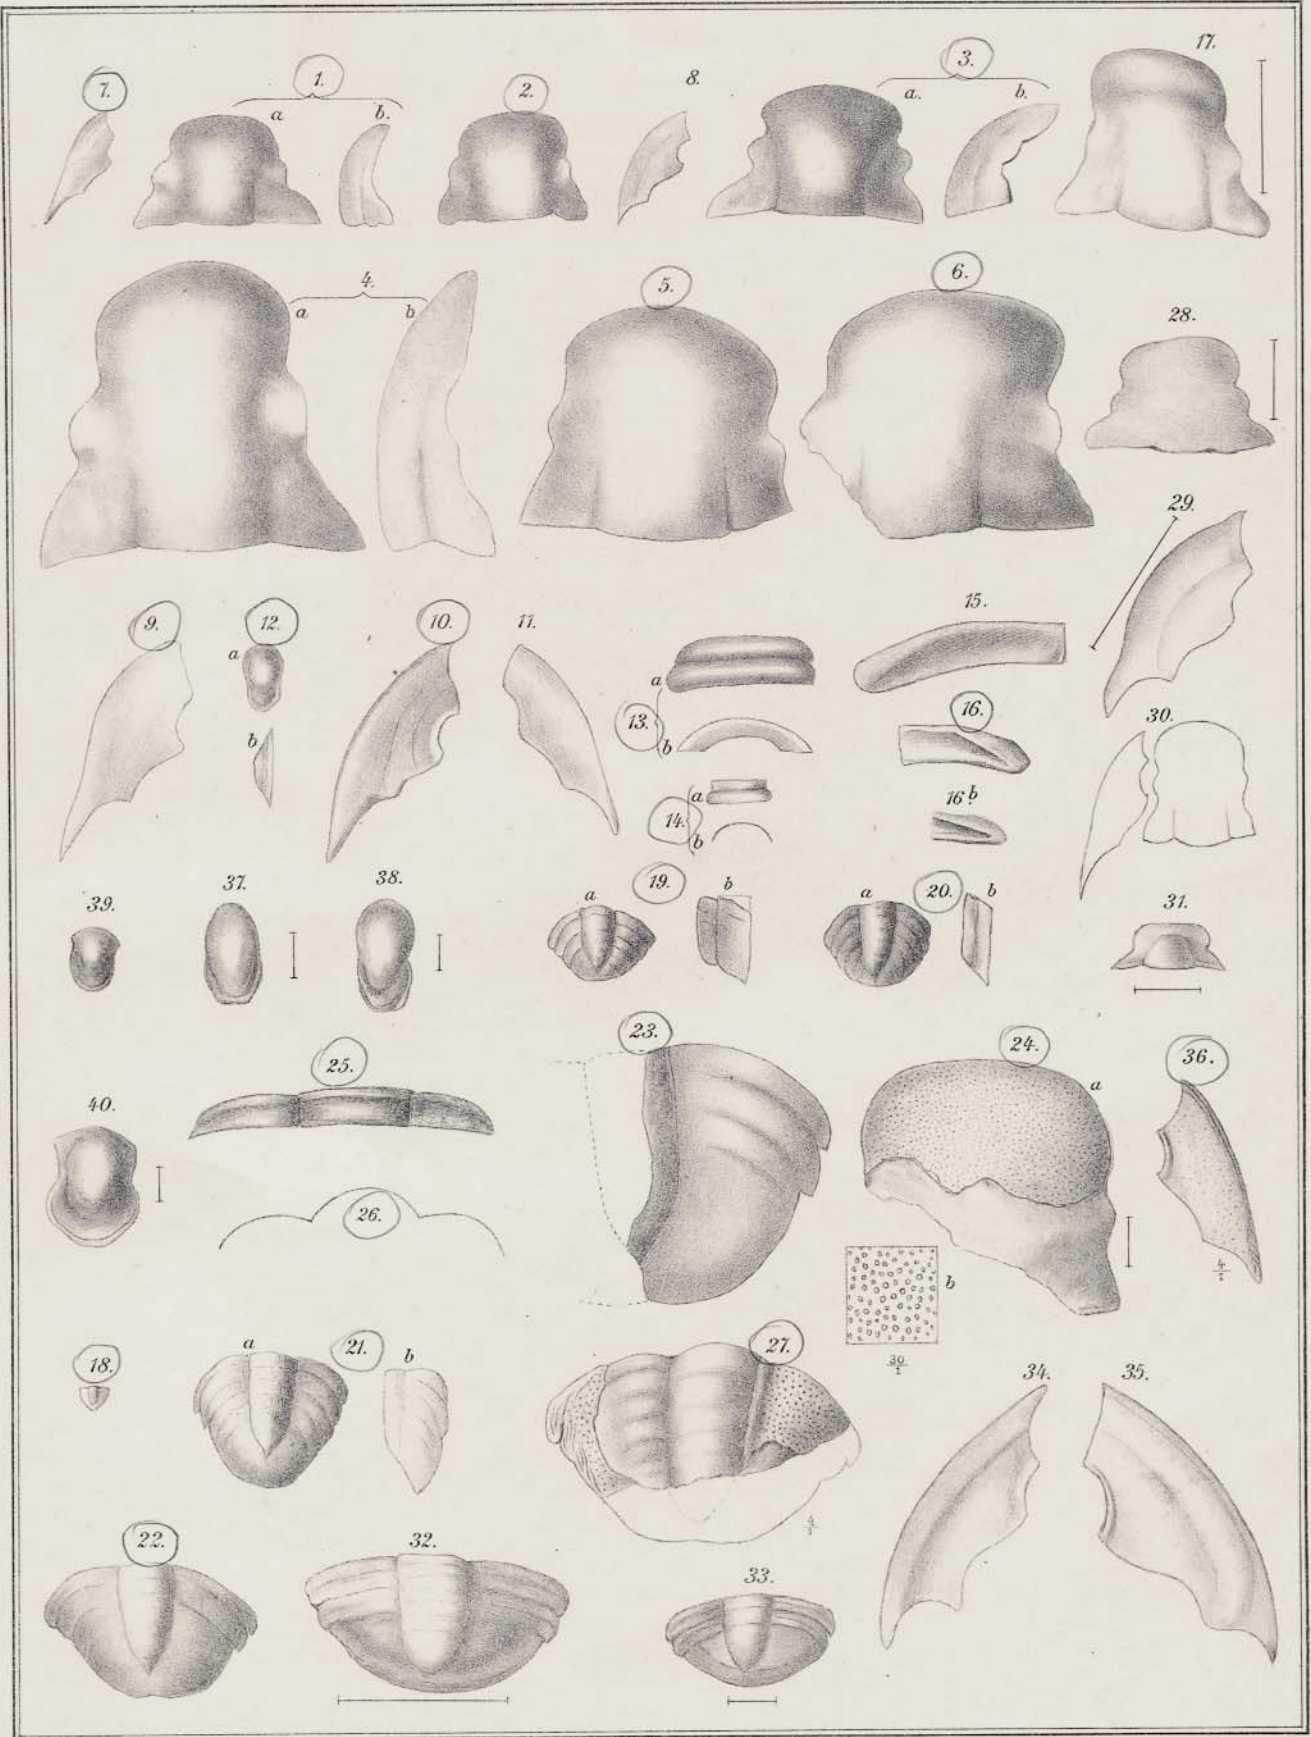 7.
1.
a
b.
2.
8.
3.
a.
b.
17.
4.
a
b
5.
6.
28.
29.
9.
12.
a
b
10.
11.
13.
a
b
14.
a
b
15.
16.
16 b.
30.
39.
37.
38.
19.
a
b
20.
a
b
31.
40.
25.
26.
23.
24.
a
b
30/1
36.
18.
21.
a
b
27.
34.
35.
22.
32.
33.